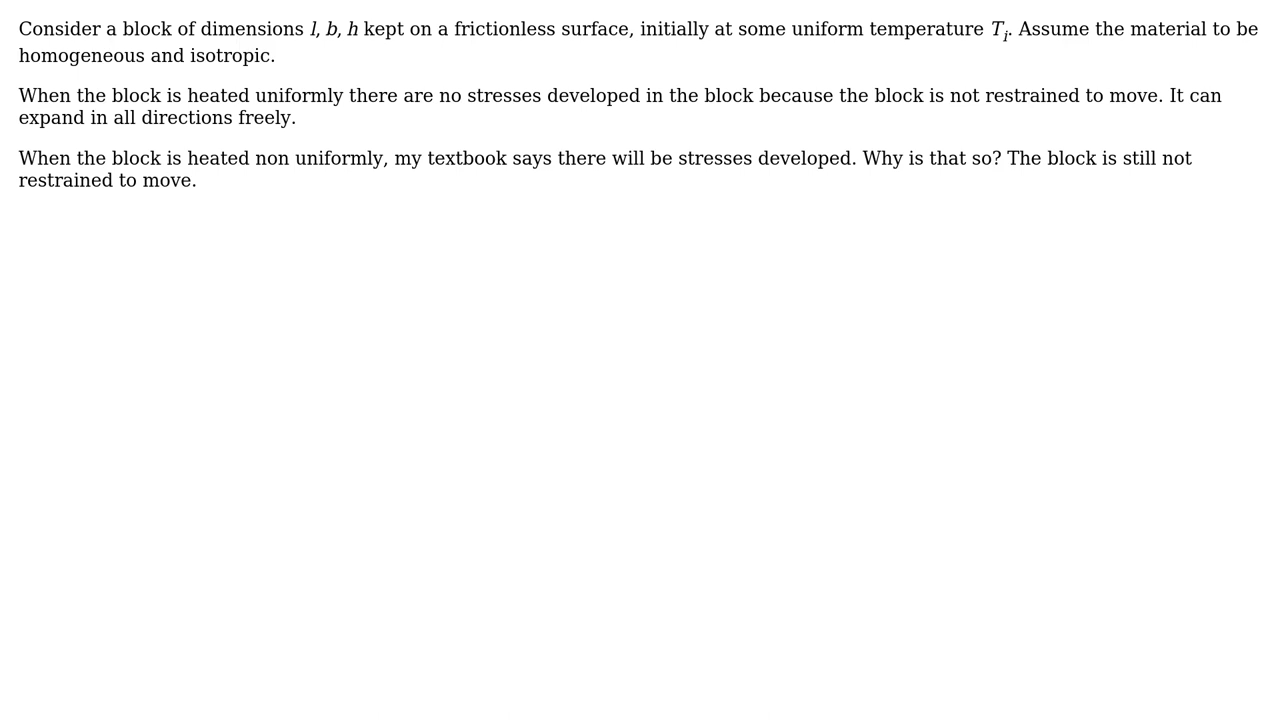 Consider a block of dimensions l, b, h kept on a frictionless surface, initially at some uniform temperature Ti. Assume the material to be
homogeneous and isotropic.
When the block is heated uniformly there are no stresses developed in the block because the block is not restrained to move. It can
expand in all directions freely.
When the block is heated non uniformly, my textbook says there will be stresses developed. Why is that so? The block is still not
restrained to move.